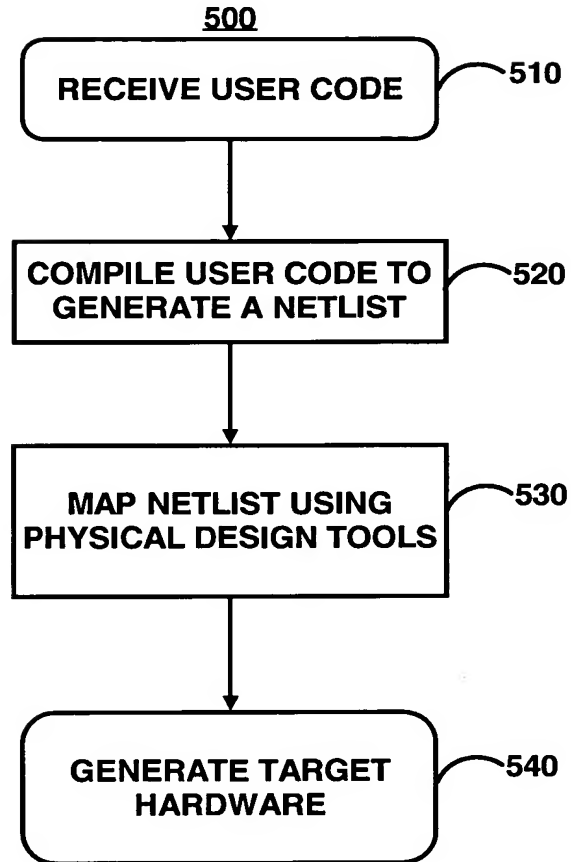 500
RECEIVE USER CODE
510
COMPILE USER CODE TO
GENERATE A NETLIST
520
MAP NETLIST USING
PHYSICAL DESIGN TOOLS
530
GENERATE TARGET
HARDWARE
540